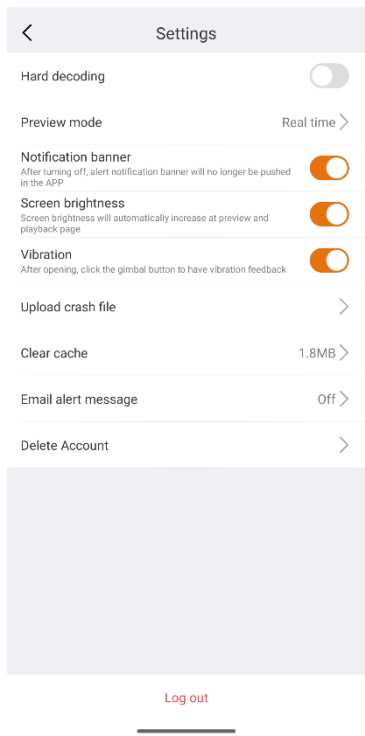 Settings
Hard decoding
Preview mode
Real time
Notification banner
After turning off, alert notification banner will no longer be pushed
in the APP
Screen brightness
Screen brightness will automatically increase at preview and
playback page
Vibration
After opening, click the gimbal button to have vibration feedback
Upload crash file
Clear cache
1.8MB
Email alert message
Off
Delete Account
Log out